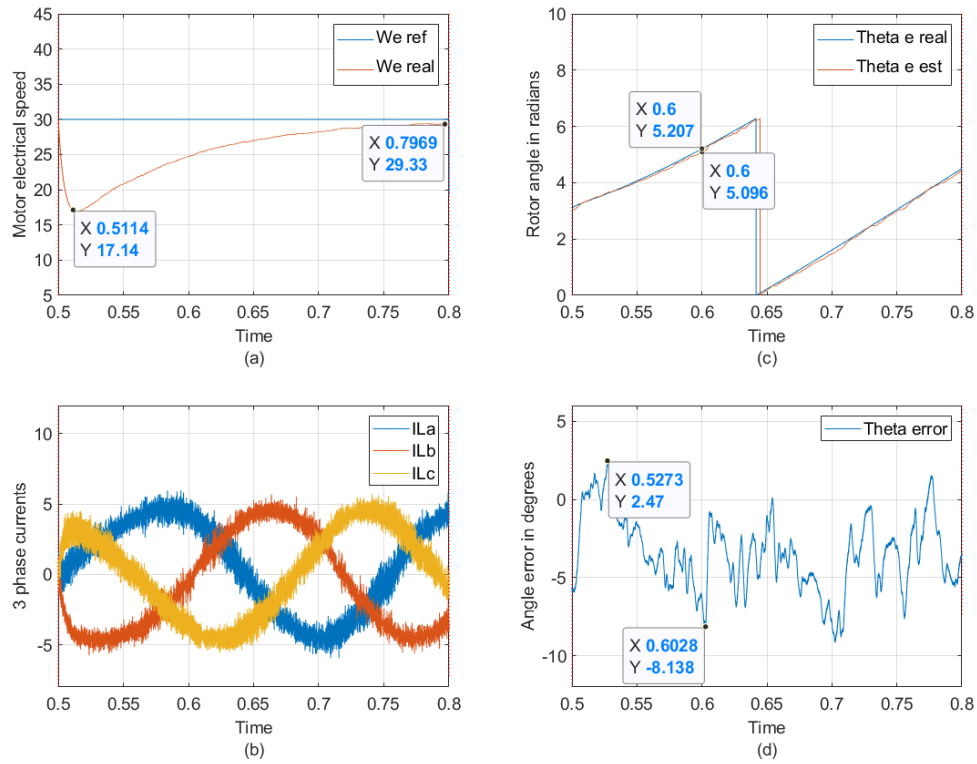 45
40
35
30
25
20
15
10
5
Motor electrical speed
We ref
We real
X 0.5114
Y 17.14
X 0.7969
Y 29.33
0.5 0.55 0.6 0.65 0.7 0.75 0.8
Time
(a)
10
8
6
4
2
0
Rotor angle in radians
Theta e real
Theta e est
X 0.6
Y 5.207
X 0.6
Y 5.096
0.5 0.55 0.6 0.65 0.7 0.75 0.8
Time
(c)
10
5
0
-5
3 phase currents
ILa
ILb
ILc
0.5 0.55 0.6 0.65 0.7 0.75 0.8
Time
(b)
5
0
-5
-10
Angle error in degrees
Theta error
X 0.5273
Y 2.47
X 0.6028
Y -8.138
0.5 0.55 0.6 0.65 0.7 0.75 0.8
Time
(d)